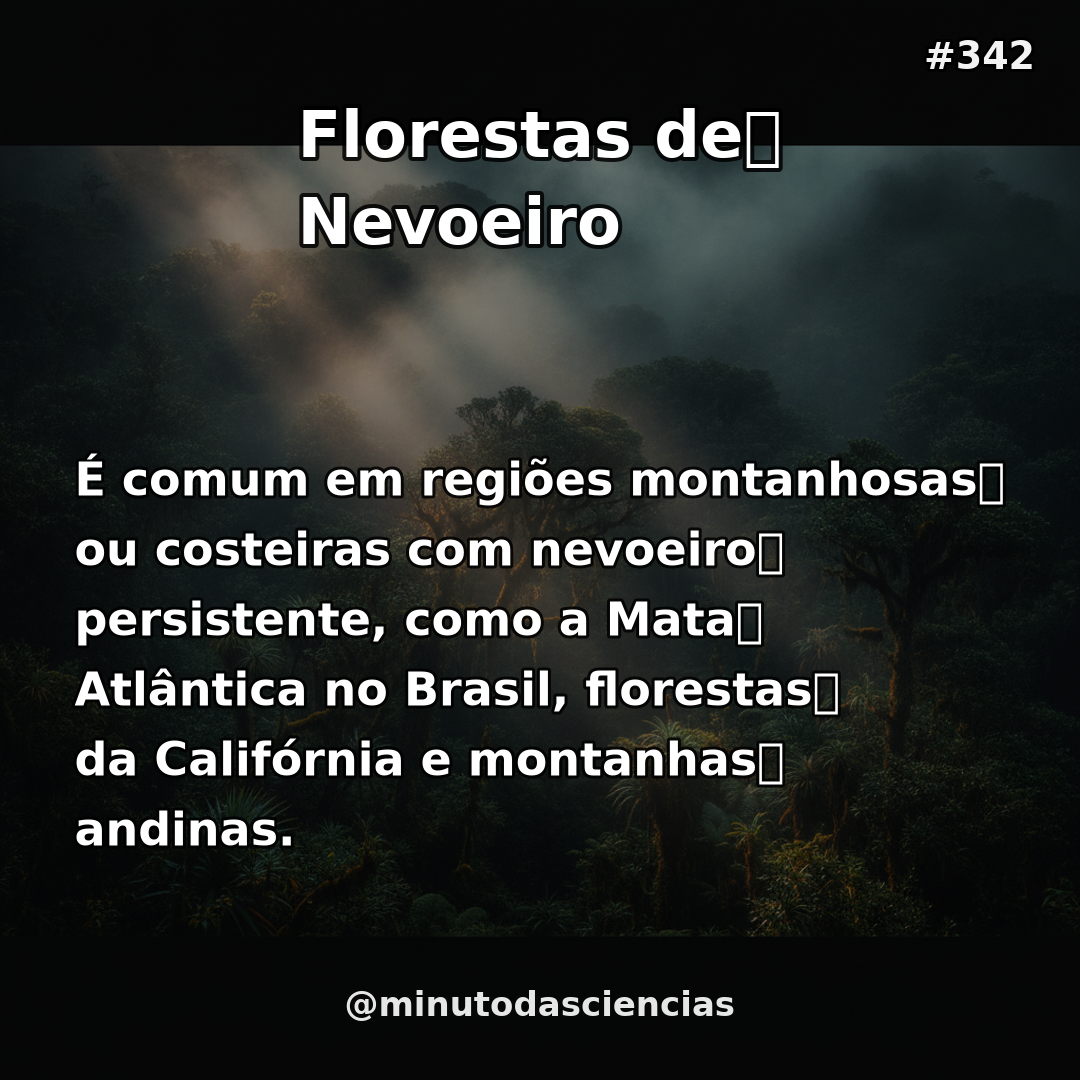 #342
Florestas de
Nevoeiro
É comum em regiões montanhosas
ou costeiras com nevoeiro
persistente, como a Mata
Atlântica no Brasil, florestas
da Califórnia e montanhas
andinas.
@minutodasciencias